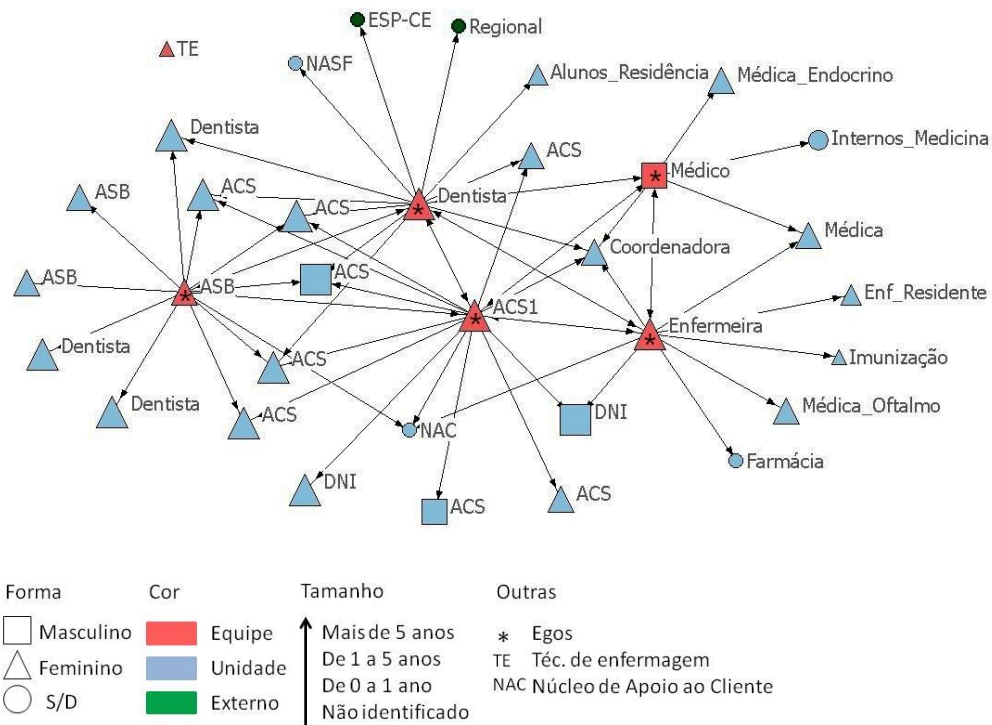 ESP-CE
Regional
TE
NASF
Alunos_Residência
Médica_Endocrino
Dentista
Internos_Medicina
ACS
Médico
ASB
ACS
Dentista
*
*
ACS
Coordenadora
Médica
ACS
ASB
ASB
*
ACS1
*
Enfermeira
*
Enf_Residente
Dentista
ACS
Imunização
Dentista
ACS
NAC
DNI
Médica_Oftalmo
Farmácia
DNI
ACS
ACS
Forma Cor Tamanho Outras
Masculino Equipe Mais de 5 anos * Egos
Feminino Unidade De 1 a 5 anos TE Téc. de enfermagem
S/D Externo De 0 a 1 ano NAC Núcleo de Apoio ao Cliente
Não identificado